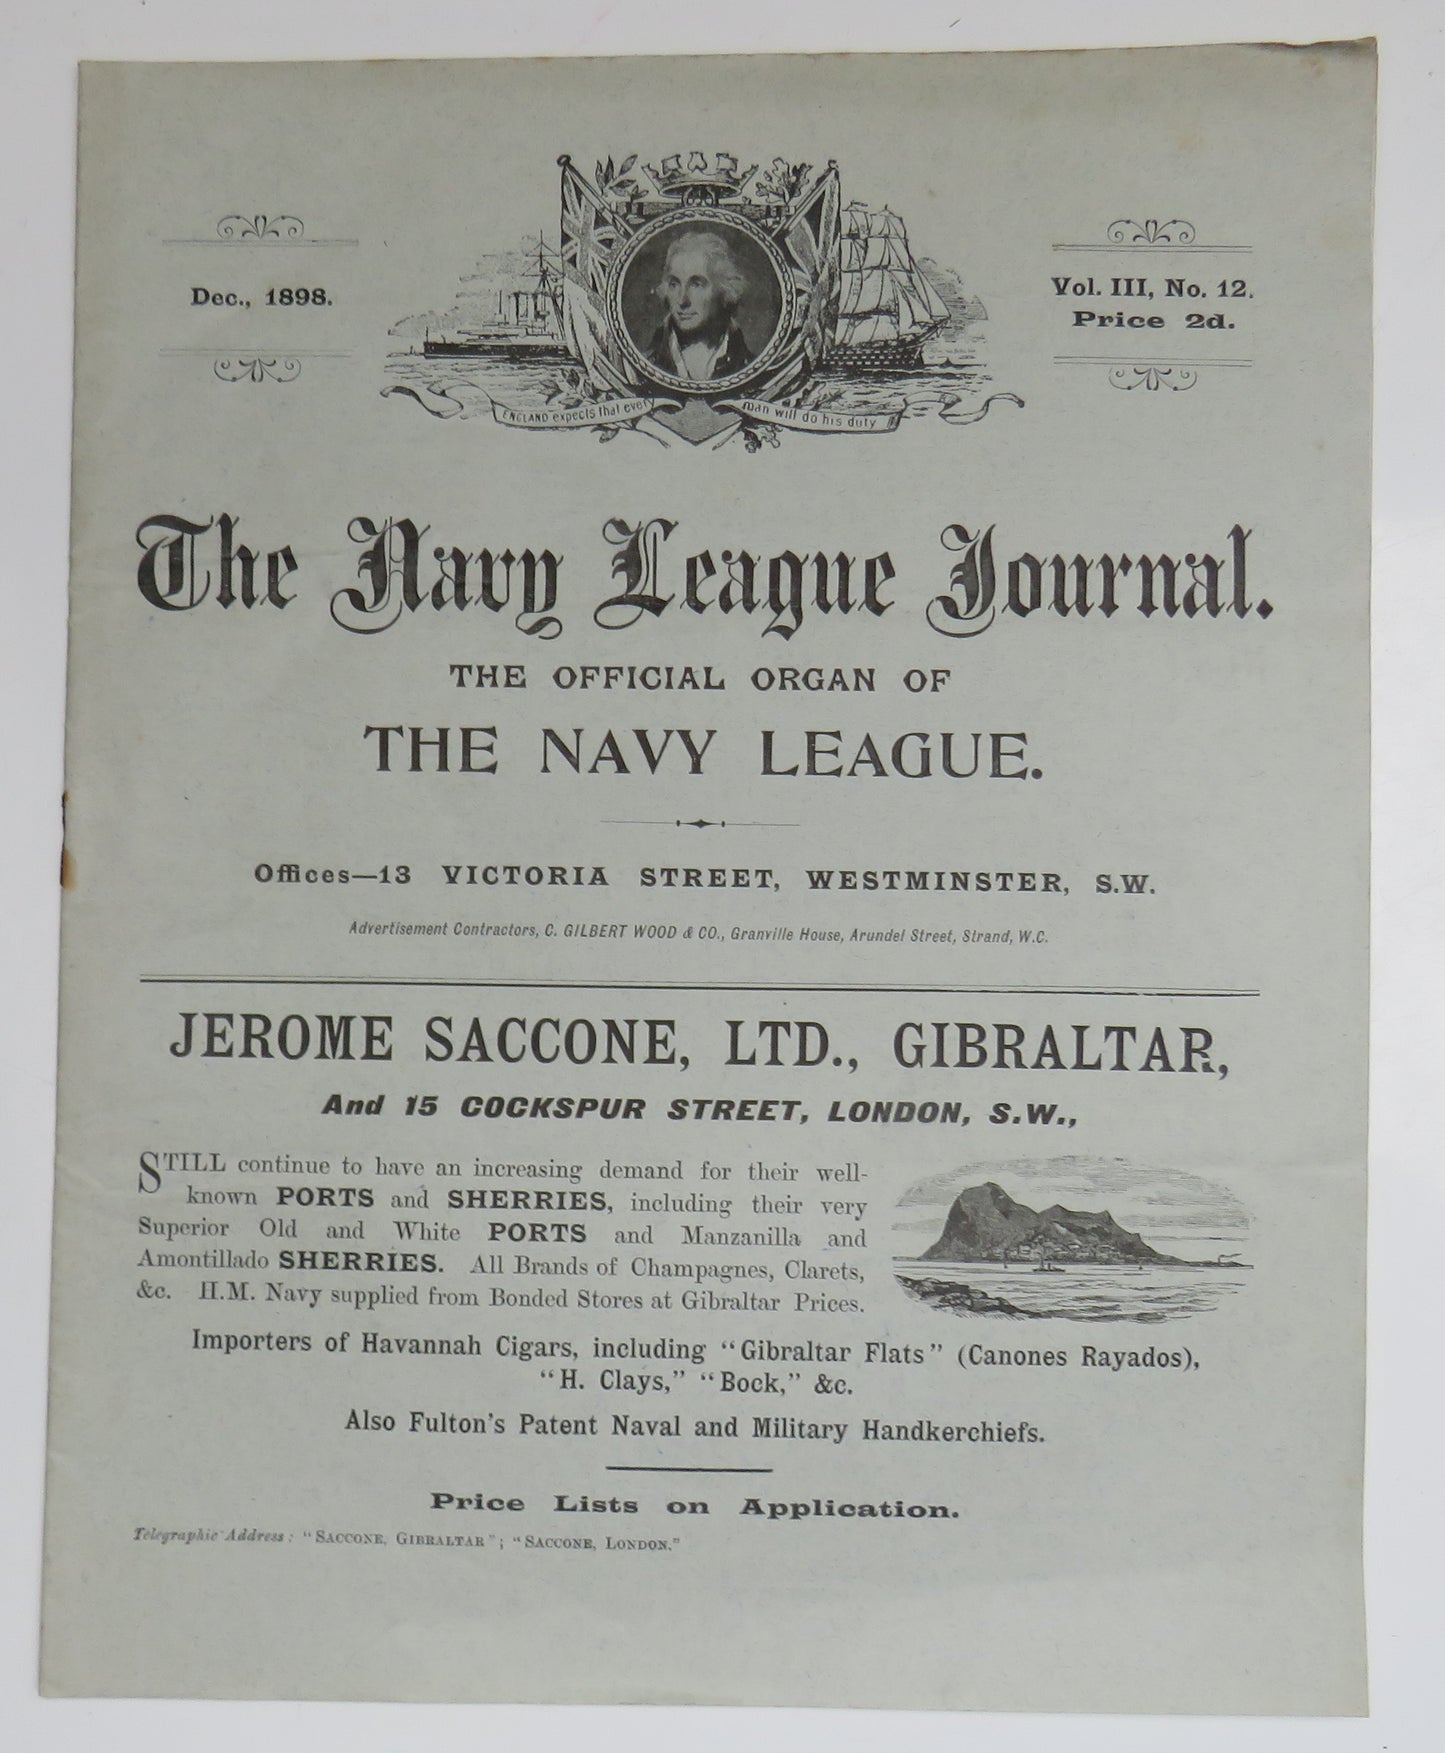 Dec., 1898.
Vol. III, No. 12.
Price 2d.
ENGLAND expects that every man will do his duty
The Navy League Journal.
THE OFFICIAL ORGAN OF
THE NAVY LEAGUE.
Offices—13 VICTORIA STREET, WESTMINSTER, S.W.
Advertisement Contractors, C. GILBERT WOOD & CO., Granville House, Arundel Street, Strand, W.C.
JEROME SACCONE, LTD., GIBRALTAR,
And 15 COCKSPUR STREET, LONDON, S.W.,
STILL continue to have an increasing demand for their well-
known PORTS and SHERRIES, including their very
Superior Old and White PORTS and Manzanilla and
Amontillado SHERRIES. All Brands of Champagnes, Clarets,
&c. H.M. Navy supplied from Bonded Stores at Gibraltar Prices.
Importers of Havannah Cigars, including "Gibraltar Flats" (Canones Rayados),
"H. Clays," "Bock," &c.
Also Fulton's Patent Naval and Military Handkerchiefs.
Price Lists on Application.
Telegraphic Address: "SACCONE, GIBRALTAR"; "SACCONE, LONDON."